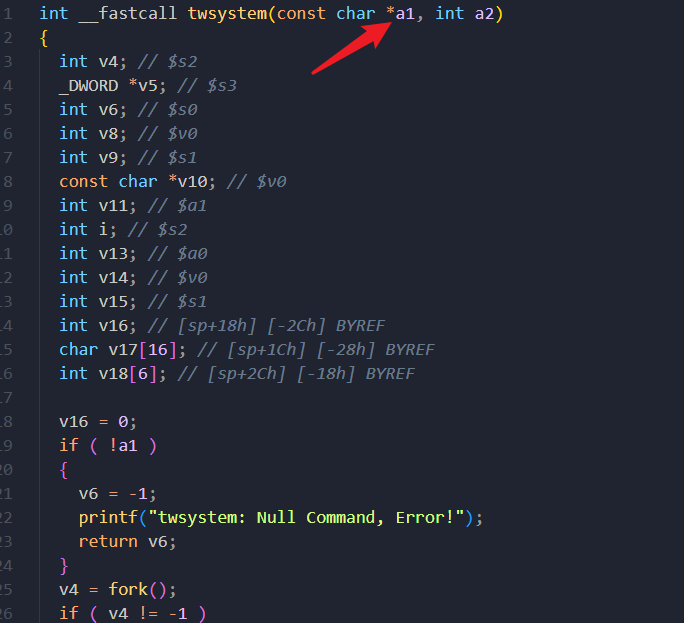 1 int __fastcall twsystem(const char *a1, int a2)
2 {
3 int v4; // $s2
4 _DWORD *v5; // $s3
5 int v6; // $s0
6 int v8; // $v0
7 int v9; // $s1
8 const char *v10; // $v0
9 int v11; // $a1
10 int i; // $s2
11 int v13; // $a0
12 int v14; // $v0
13 int v15; // $s1
14 int v16; // [sp+18h] [-2Ch] BYREF
15 char v17[16]; // [sp+1Ch] [-28h] BYREF
16 int v18[6]; // [sp+2Ch] [-18h] BYREF
17
18 v16 = 0;
19 if ( !a1 )
20 {
21 v6 = -1;
22 printf("twsystem: Null Command, Error!");
23 return v6;
24 }
25 v4 = fork();
26 if ( v4 != -1 )